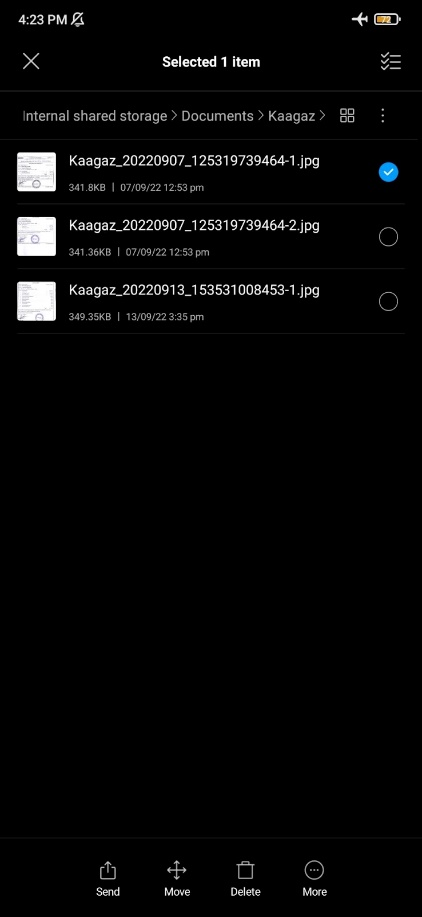 4:23 PM
72
Selected 1 item
Internal shared storage > Documents > Kaagaz >
Kaagaz_20220907_125319739464-1.jpg
341.8KB | 07/09/22 12:53 pm
Kaagaz_20220907_125319739464-2.jpg
341.36KB | 07/09/22 12:53 pm
Kaagaz_20220913_153531008453-1.jpg
349.35KB | 13/09/22 3:35 pm
Send Move Delete More